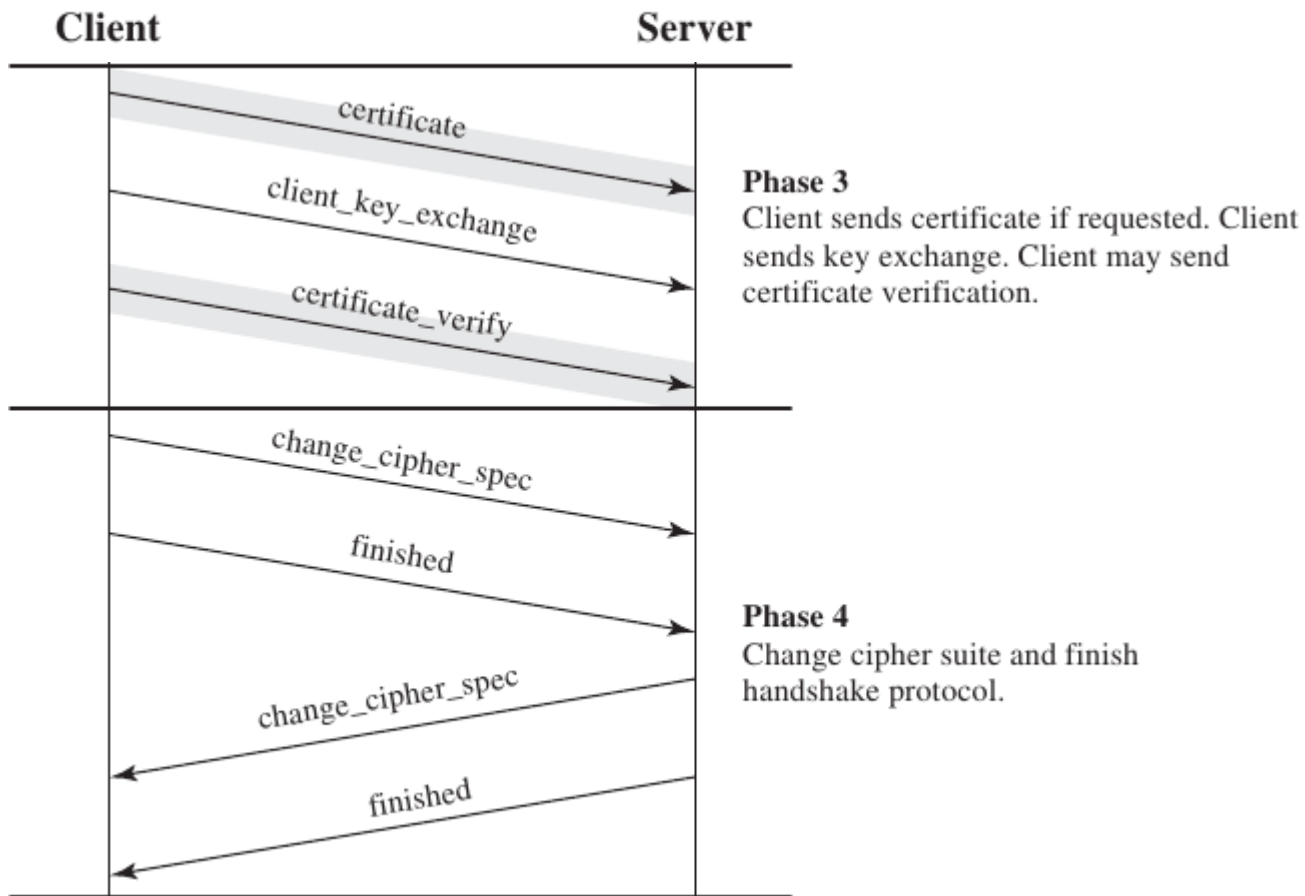 Client
Server
certificate
client_key_exchange
certificate_verify
Phase 3
Client sends certificate if requested. Client
sends key exchange. Client may send
certificate verification.
change_cipher_spec
finished
change_cipher_spec
finished
Phase 4
Change cipher suite and finish
handshake protocol.